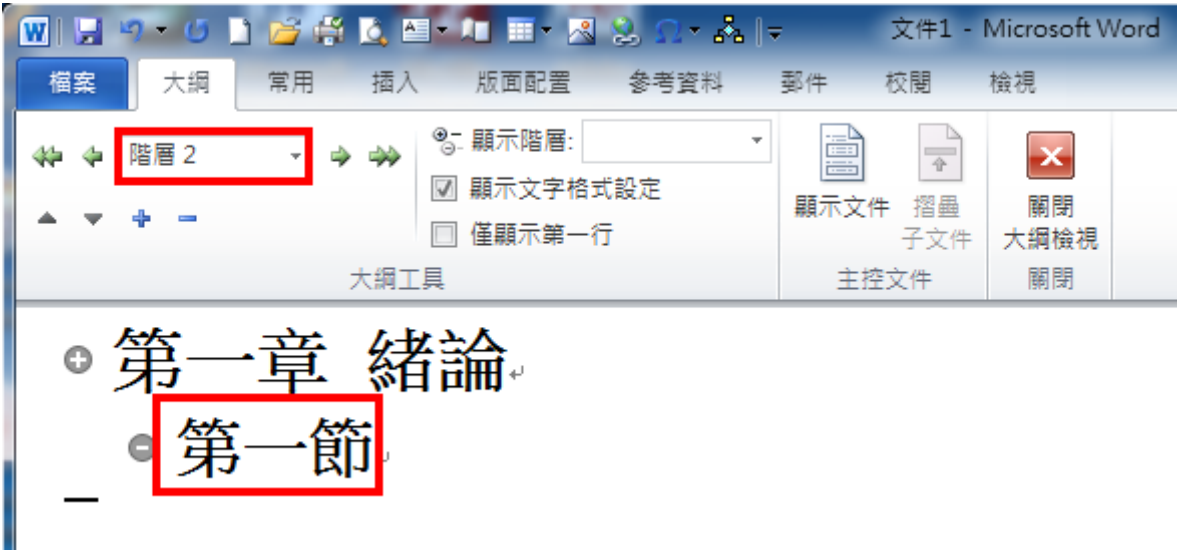 文件1 - Microsoft Word
檔案 大綱 常用 插入 版面配置 參考資料 郵件 校閱 檢視
階層 2
顯示階層:
顯示文字格式設定
僅顯示第一行
大綱工具
顯示文件
摺疊
子文件
主控文件
關閉
大綱檢視
關閉
第一章 緒論
第一節